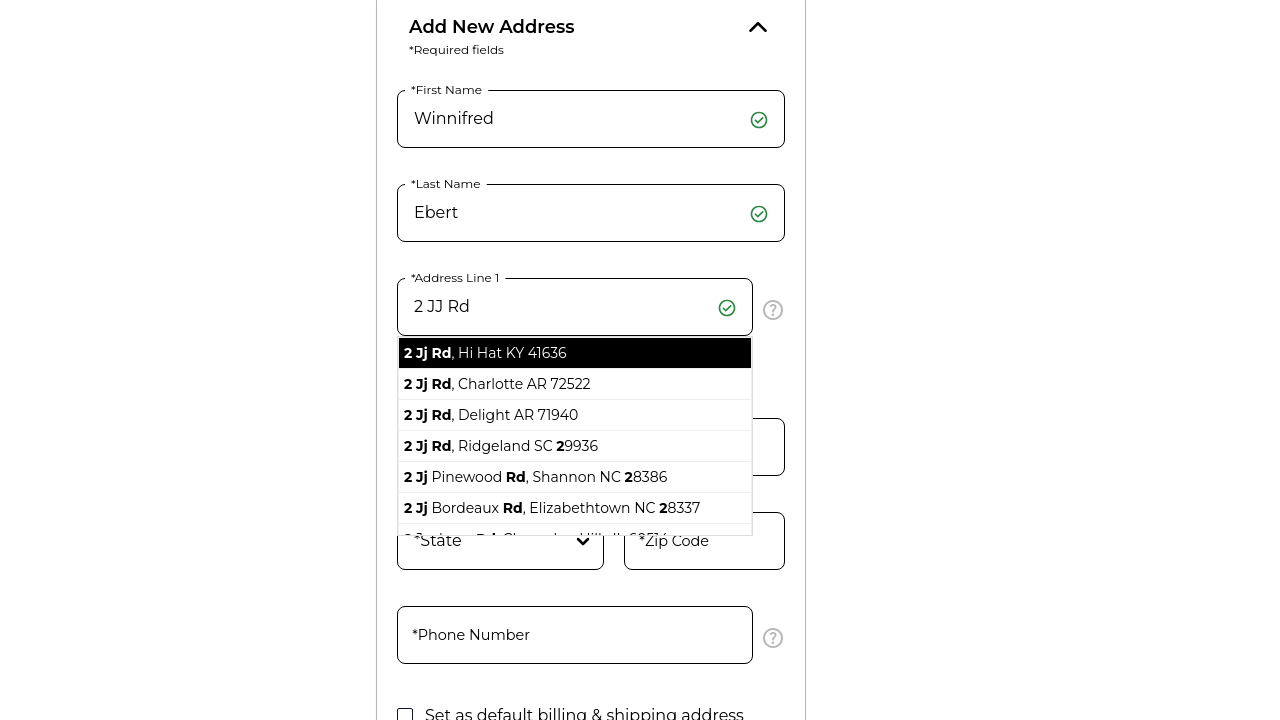 Add New Address
*Required fields
*First Name
Winnifred
*Last Name
Ebert
*Address Line 1
2 JJ Rd
2 Jj Rd, Hi Hat KY 41636
2 Jj Rd, Charlotte AR 72522
2 Jj Rd, Delight AR 71940
2 Jj Rd, Ridgeland SC 29936
2 Jj Pinewood Rd, Shannon NC 28386
2 Jj Bordeaux Rd, Elizabethtown NC 28337
*State
*Zip Code
*Phone Number
Set as default billing & shipping address